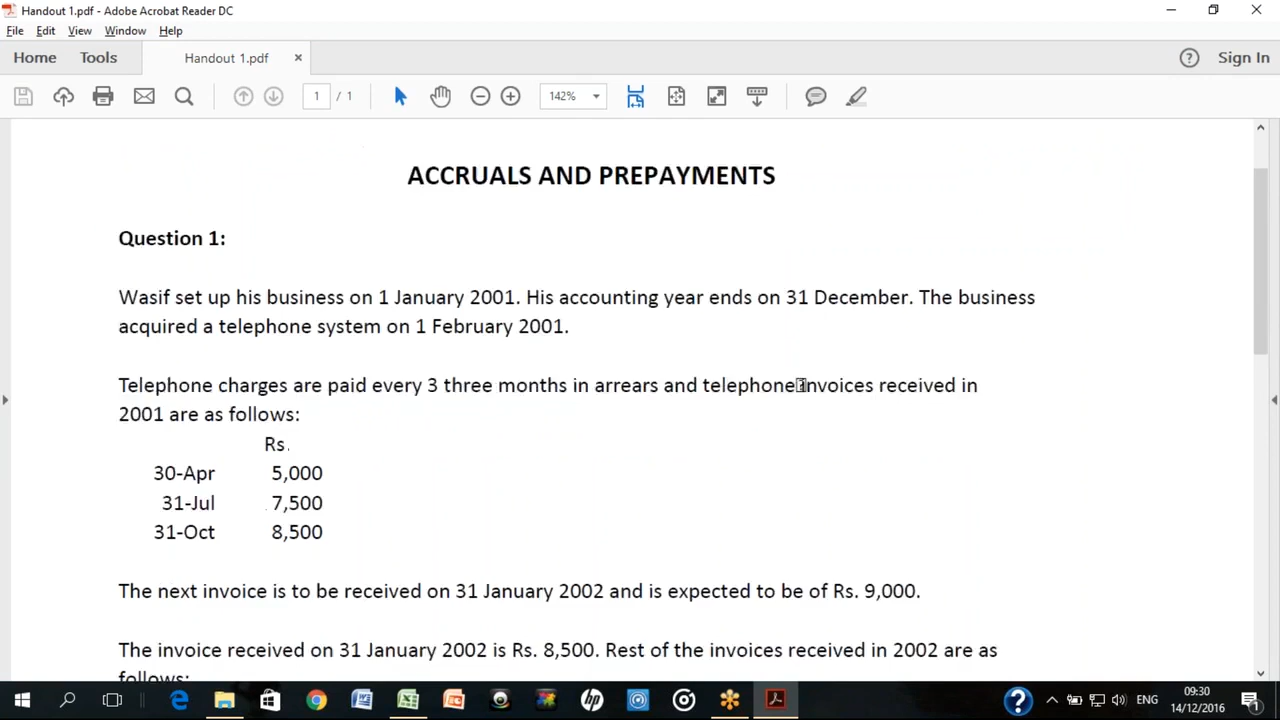 Handout 1.pdf - Adobe Acrobat Reader DC
File Edit View Window Help
Home Tools Handout 1.pdf × ? Sign In
1 / 1 142%
ACCRUALS AND PREPAYMENTS
Question 1:
Wasif set up his business on 1 January 2001. His accounting year ends on 31 December. The business
acquired a telephone system on 1 February 2001.
Telephone charges are paid every 3 three months in arrears and telephone invoices received in
2001 are as follows:
Rs.
30-Apr 5,000
31-Jul 7,500
31-Oct 8,500
The next invoice is to be received on 31 January 2002 and is expected to be of Rs. 9,000.
The invoice received on 31 January 2002 is Rs. 8,500. Rest of the invoices received in 2002 are as
follows:
hp ? ENG 09:30
14/12/2016 1